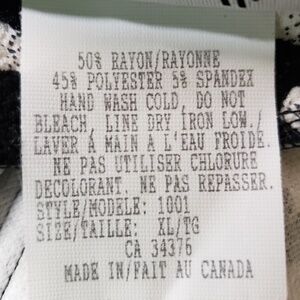 50% RAYON/RAYONNE
45% POLYESTER 5% SPANDEX
HAND WASH COLD, DO NOT
BLEACH, LINE DRY IRON LOW./
LAVER À MAIN À L'EAU FROIDE.
NE PAS UTILISER CHLORURE
DECOLORANT. NE PAS REPASSER.
STYLE/MODELE: 1001
SIZE/TAILLE: XL/TG
CA 34376
MADE IN/FAIT AU CANADA